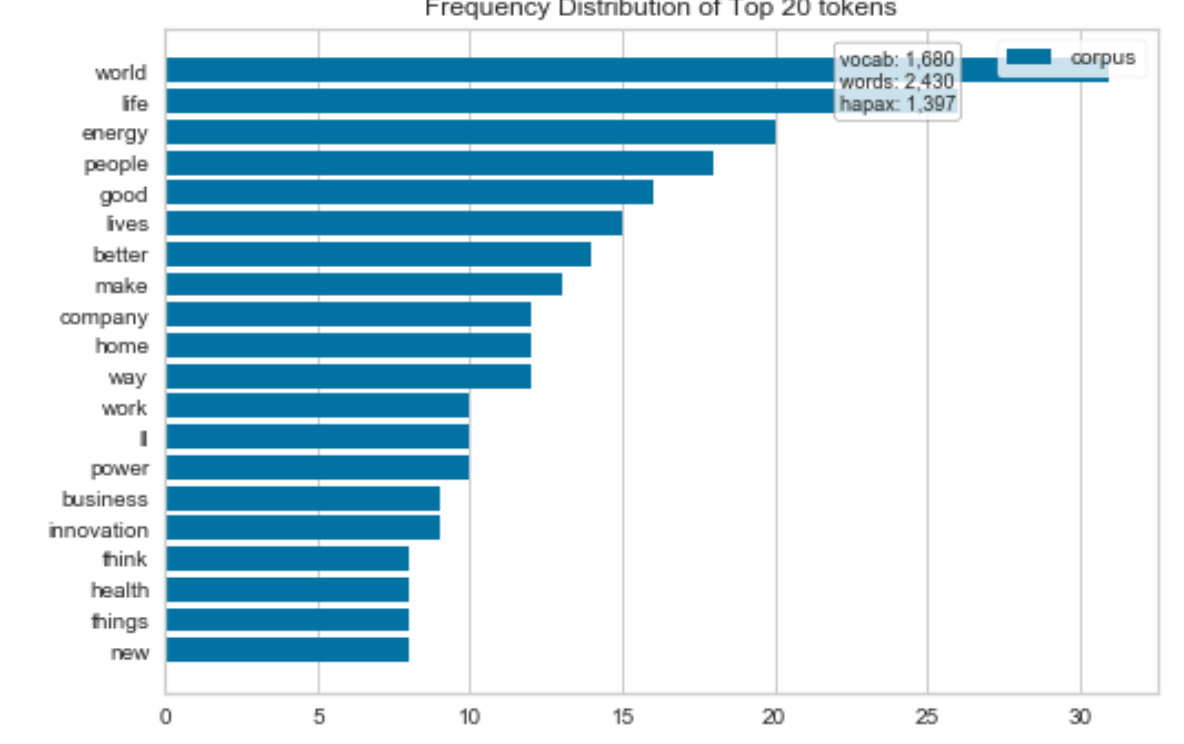 Frequency Distribution of Top 20 tokens
vocab: 1,680
words: 2,430
hapax: 1,397
corpus
world
life
energy
people
good
lives
better
make
company
home
way
work
ll
power
business
innovation
think
health
things
new
0 5 10 15 20 25 30